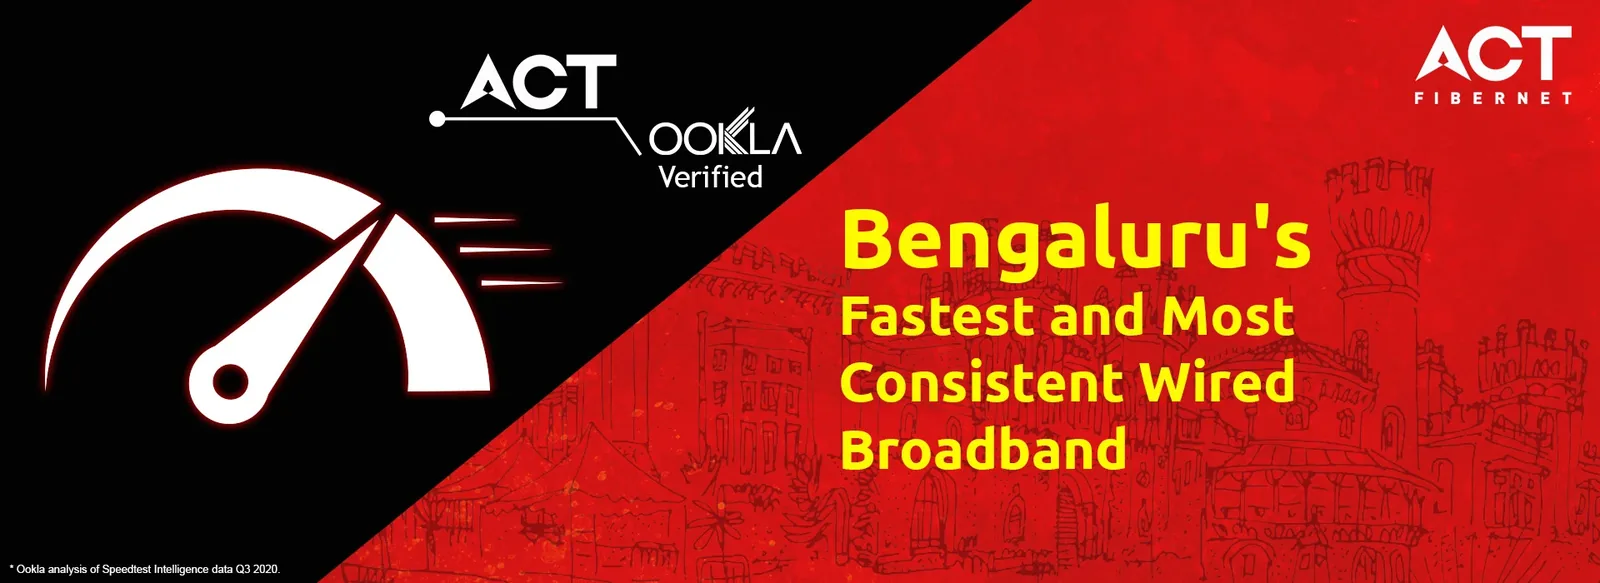 ACT
OOKLA
Verified
ACT
FIBERNET
Bengaluru's
Fastest and Most
Consistent Wired
Broadband
* Ookla analysis of Speedtest Intelligence data Q3 2020.